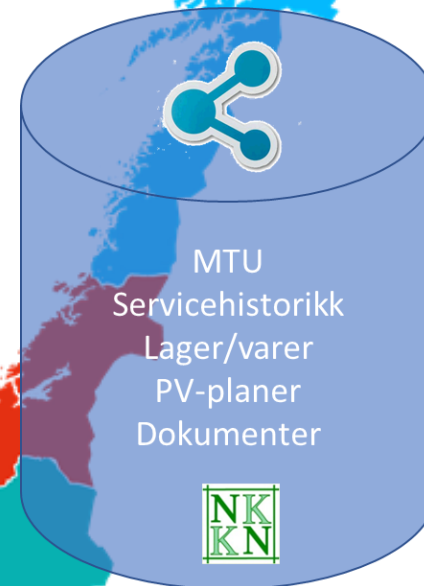 MTU
Servicehistorikk
Lager/varer
PV-planer
Dokumenter
NK
KN